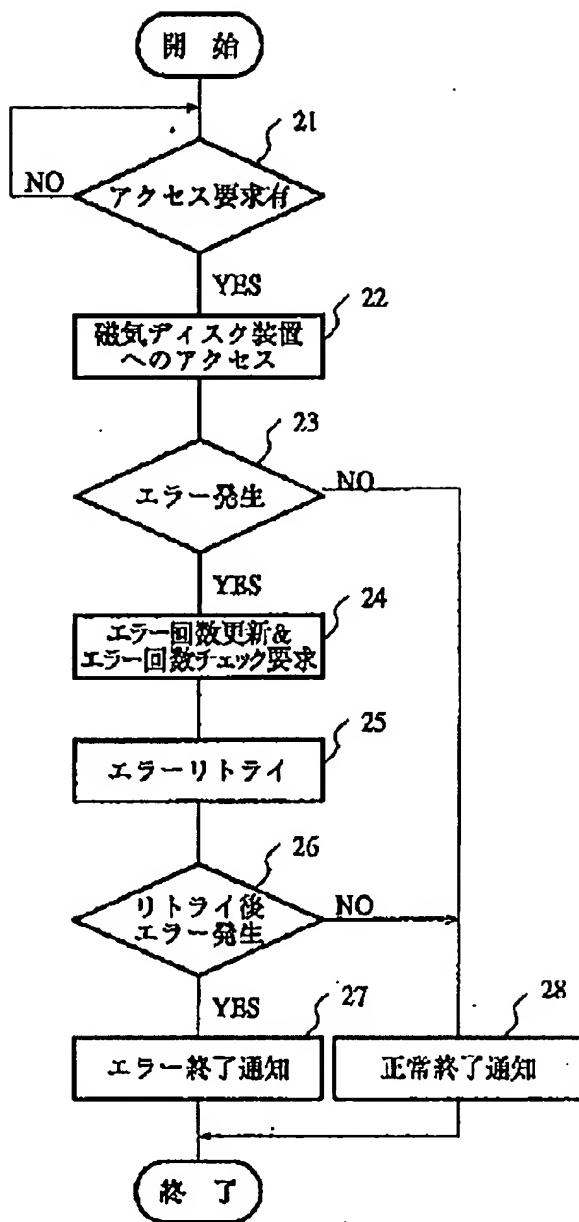 開 始
21
NO
アクセス要求有
YES
22
磁気ディスク装置
へのアクセス
23
エラー発生
NO
YES
24
エラー回数更新&
エラー回数チェック要求
25
エラーリトライ
26
リトライ後
エラー発生
NO
YES
27
28
エラー終了通知
正常終了通知
終 了